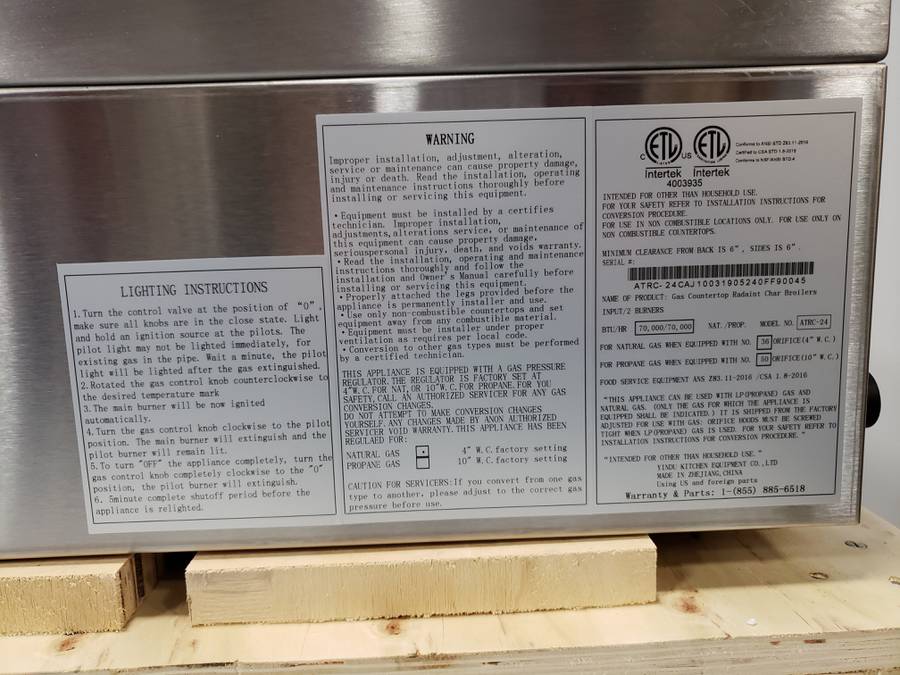 LIGHTING INSTRUCTIONS
1.Turn the control valve at the position of “0”,
make sure all knobs are in the close state. Light
and hold an ignition source at the pilots. The
pilot light may not be lighted immediately, for
existing gas in the pipe. Wait a minute, the pilot
light will be lighted after the gas extinguished.
2.Rotated the gas control knob counterclockwise to
the desired temperature mark
3.The main burner will be now ignited
automatically.
4.Turn the gas control knob clockwise to the pilot
position. The main burner will extinguish and the
pilot burner will remain lit.
5.To turn "OFF" the appliance completely, turn the
gas control knob completely clockwise to the "0"
position, the pilot burner will extinguish.
6. 5minute complete shutoff period before the
appliance is relighted.
WARNING
Improper installation, adjustment, alteration,
service or maintenance can cause property damage,
injury or death. Read the installation, operating
and maintenance instructions thoroughly before
installing or servicing this equipment.
•Equipment must be installed by a certifies
technician. Improper installation,
adjustments,alterations service, or maintenance of
this equipment can cause property damage,
seriouspersonal injury, death, and voids warranty.
•Read the installation, operating and maintenance
instructions thoroughly and follow the
installation and Owner's Manual carefully before
installing or servicing this equipment.
•Properly attached the legs provided before the
appliance is permanently installer and use.
•Use only non-combustible countertops and set
equipment away from any combustible material.
•Equipment must be installer under proper
ventilation as requires per local code.
•Conversion to other gas types must be performed
by a certified technician.
THIS APPLIANCE IS EQUIPPED WITH A GAS PRESSURE
REGULATOR.THE REGULATOR IS FACTORY SET AT
4"W.C.FOR NAT, OR 10"W.C.FOR PROPANE.FOR YOU
SAFETY,CALL AN AUTHORIZED SERVICER FOR ANY GAS
CONVERSION CHANGES.
DO NOT ATTEMPT TO MAKE CONVERSION CHANGES
YOURSELF.ANY CHANGES MADE BY ANON AUTHORIZED
SERVICER VOID WARRANTY.THIS APPLIANCE HAS BEEN
REGULAED FOR:
NATURAL GAS 4" W.C.factory setting
PROPANE GAS 10" W.C.factory setting
CAUTION FOR SERVICERS:If you convert from one gas
type to another, please adjust to the correct gas
pressure before use.
C ETL US ETL
Intertek Intertek
4003935
Conforms to ANSI STD Z83.11-2016
Certified to CSA STD 1.8-2016
Conforms to NSF/ANSI STD.4
INTENDED FOR OTHER THAN HOUSEHOLD USE.
FOR YOUR SAFETY REFER TO INSTALLATION INSTRUCTIONS FOR
CONVERSION PROCEDURE.
FOR USE IN NON COMBUSTIBLE LOCATIONS ONLY. FOR USE ONLY ON
NON COMBUSTIBLE COUNTERTOPS.
MINIMUM CLEARANCE FROM BACK IS 6", SIDES IS 6".
SERIAL #:
ATRC-24CAJ10031905240FF90045
NAME OF PRODUCT: Gas Countertop Radaint Char Broilers
INPUT/2 BURNERS
BTU/HR 70,000/70,000 NAT./PROP. MODEL NO. ATRC-24
FOR NATURAL GAS WHEN EQUIPPED WITH NO. 36 ORIFICE(4" W.C.)
FOR PROPANE GAS WHEN EQUIPPED WITH NO. 50 ORIFICE(10" W.C.)
FOOD SERVICE EQUIPMENT ANS Z83.11-2016 /CSA 1.8-2016
"THIS APPLIANCE CAN BE USED WITH LP(PROPANE) GAS AND
NATURAL GAS. (ONLY THE GAS FOR WHICH THE APPLIANCE IS
EQUIPPED SHALL BE INDICATED.) IT IS SHIPPED FROM THE FACTORY
ADJUSTED FOR USE WITH GAS: ORIFICE HOODS MUST BE SCREWED
TIGHT WHEN LP(PROPANE) GAS IS USED. FOR YOUR SAFETY REFER TO
INSTALLATION INSTRUCTIONS FOR CONVERSION PROCEDURE."
"INTENDED FOR OTHER THAN HOUSEHOLD USE."
YINDU KITCHEN EQUIPMENT CO.,LTD
MADE IN ZHEJIANG,CHINA
Using US and foreign parts
Warranty & Parts: 1-(855) 885-6518